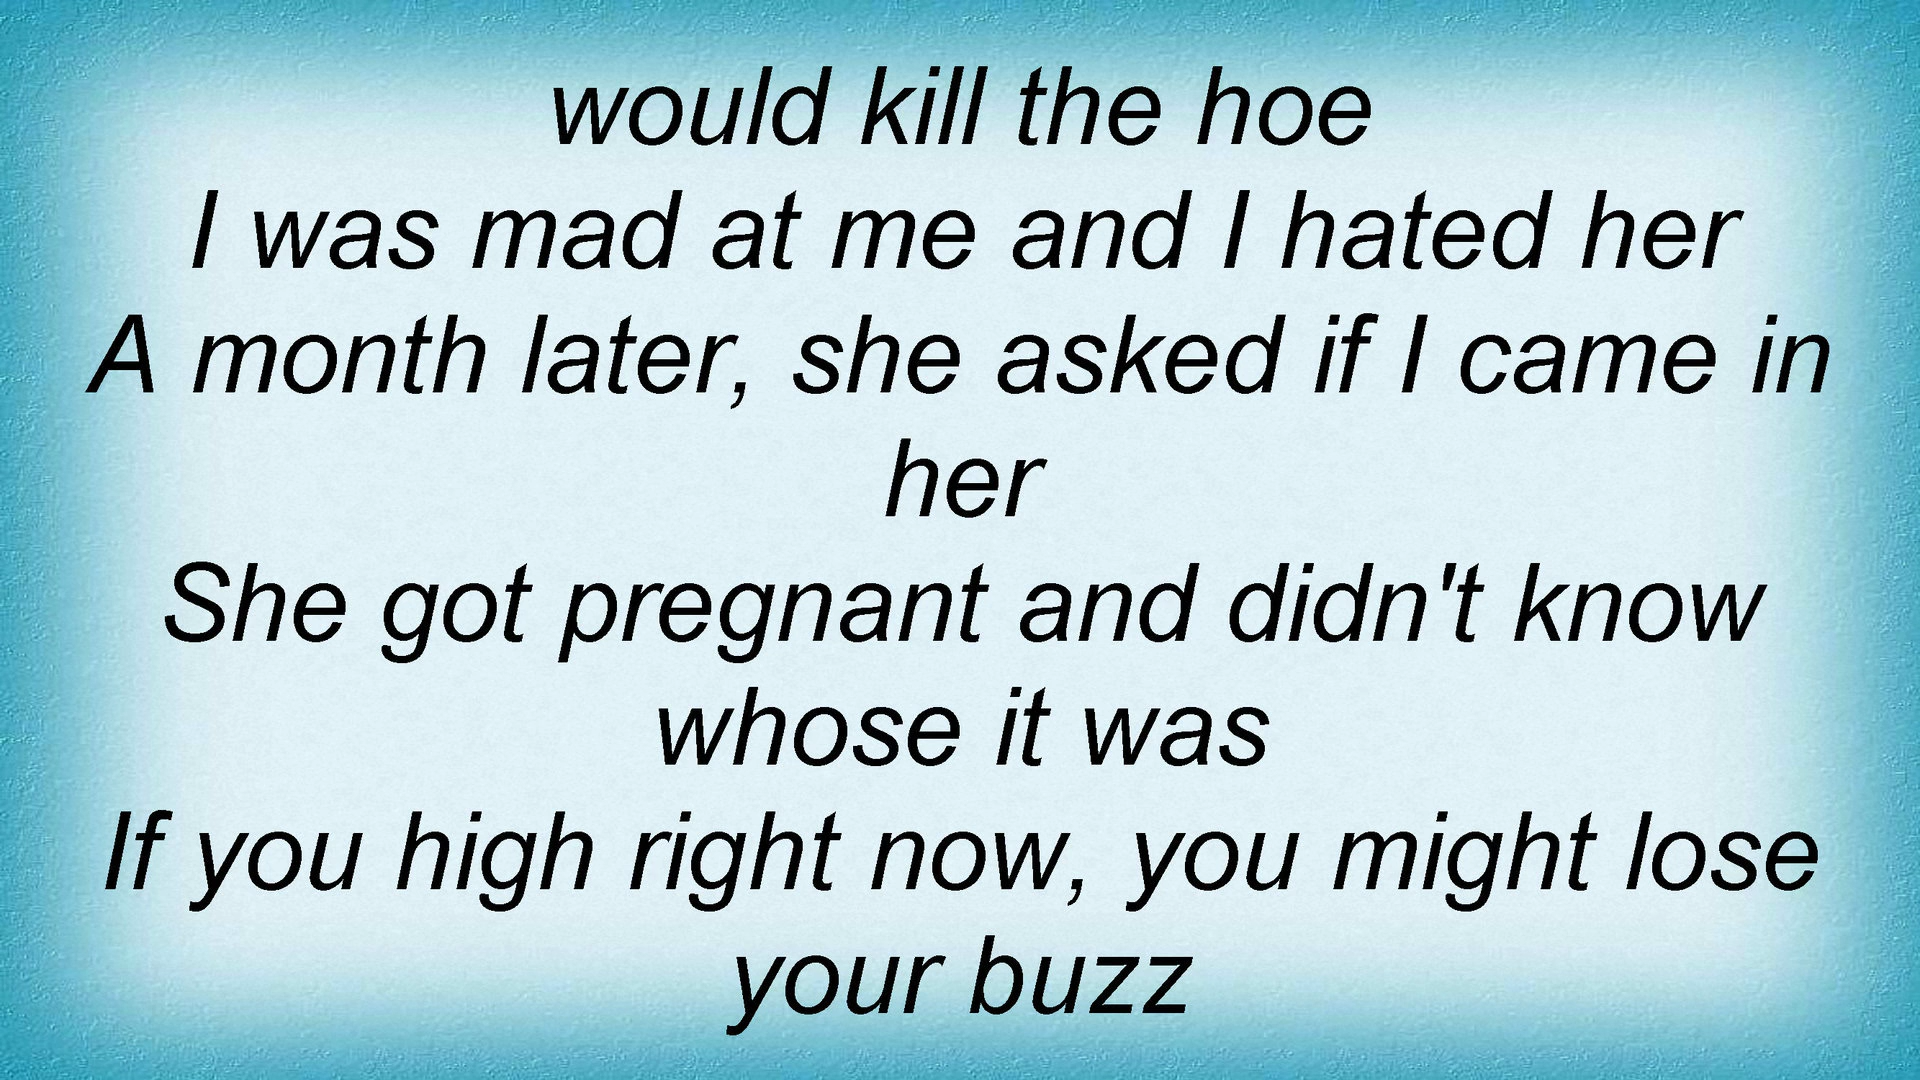 would kill the hoe
I was mad at me and I hated her
A month later, she asked if I came in
her
She got pregnant and didn't know
whose it was
If you high right now, you might lose
your buzz